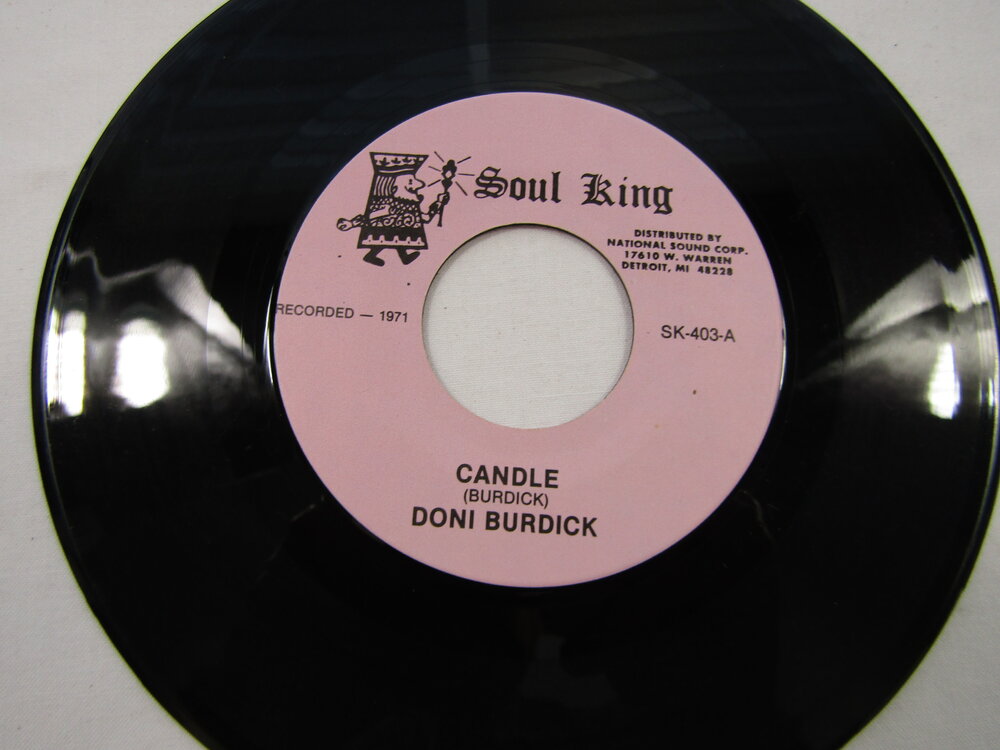 Soul King
DISTRIBUTED BY
NATIONAL SOUND CORP.
17610 W. WARREN
DETROIT, MI 48228
RECORDED — 1971
SK-403-A
CANDLE
(BURDICK)
DONI BURDICK